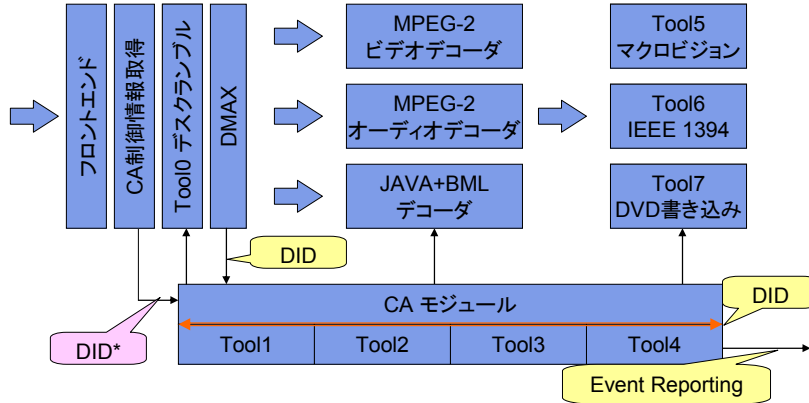 フロントエンド
CA制御情報取得
Tool0 デスクランブル
DMAX
MPEG-2
ビデオデコーダ
MPEG-2
オーディオデコーダ
JAVA+BML
デコーダ
Tool5
マクロビジョン
Tool6
IEEE 1394
Tool7
DVD書き込み
DID
DID*
CA モジュール
DID
Tool1
Tool2
Tool3
Tool4
Event Reporting